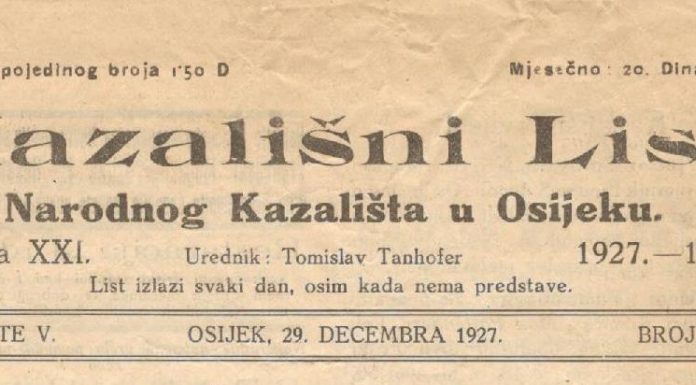 pojedinog broja 1·50 D Mjesečno: 20. Dina
azališni Lis
Narodnog Kazališta u Osijeku.
a XXI. Urednik: Tomislav Tanhofer 1927.—1
List izlazi svaki dan, osim kada nema predstave.
TE V. OSIJEK, 29. DECEMBRA 1927. BROJ